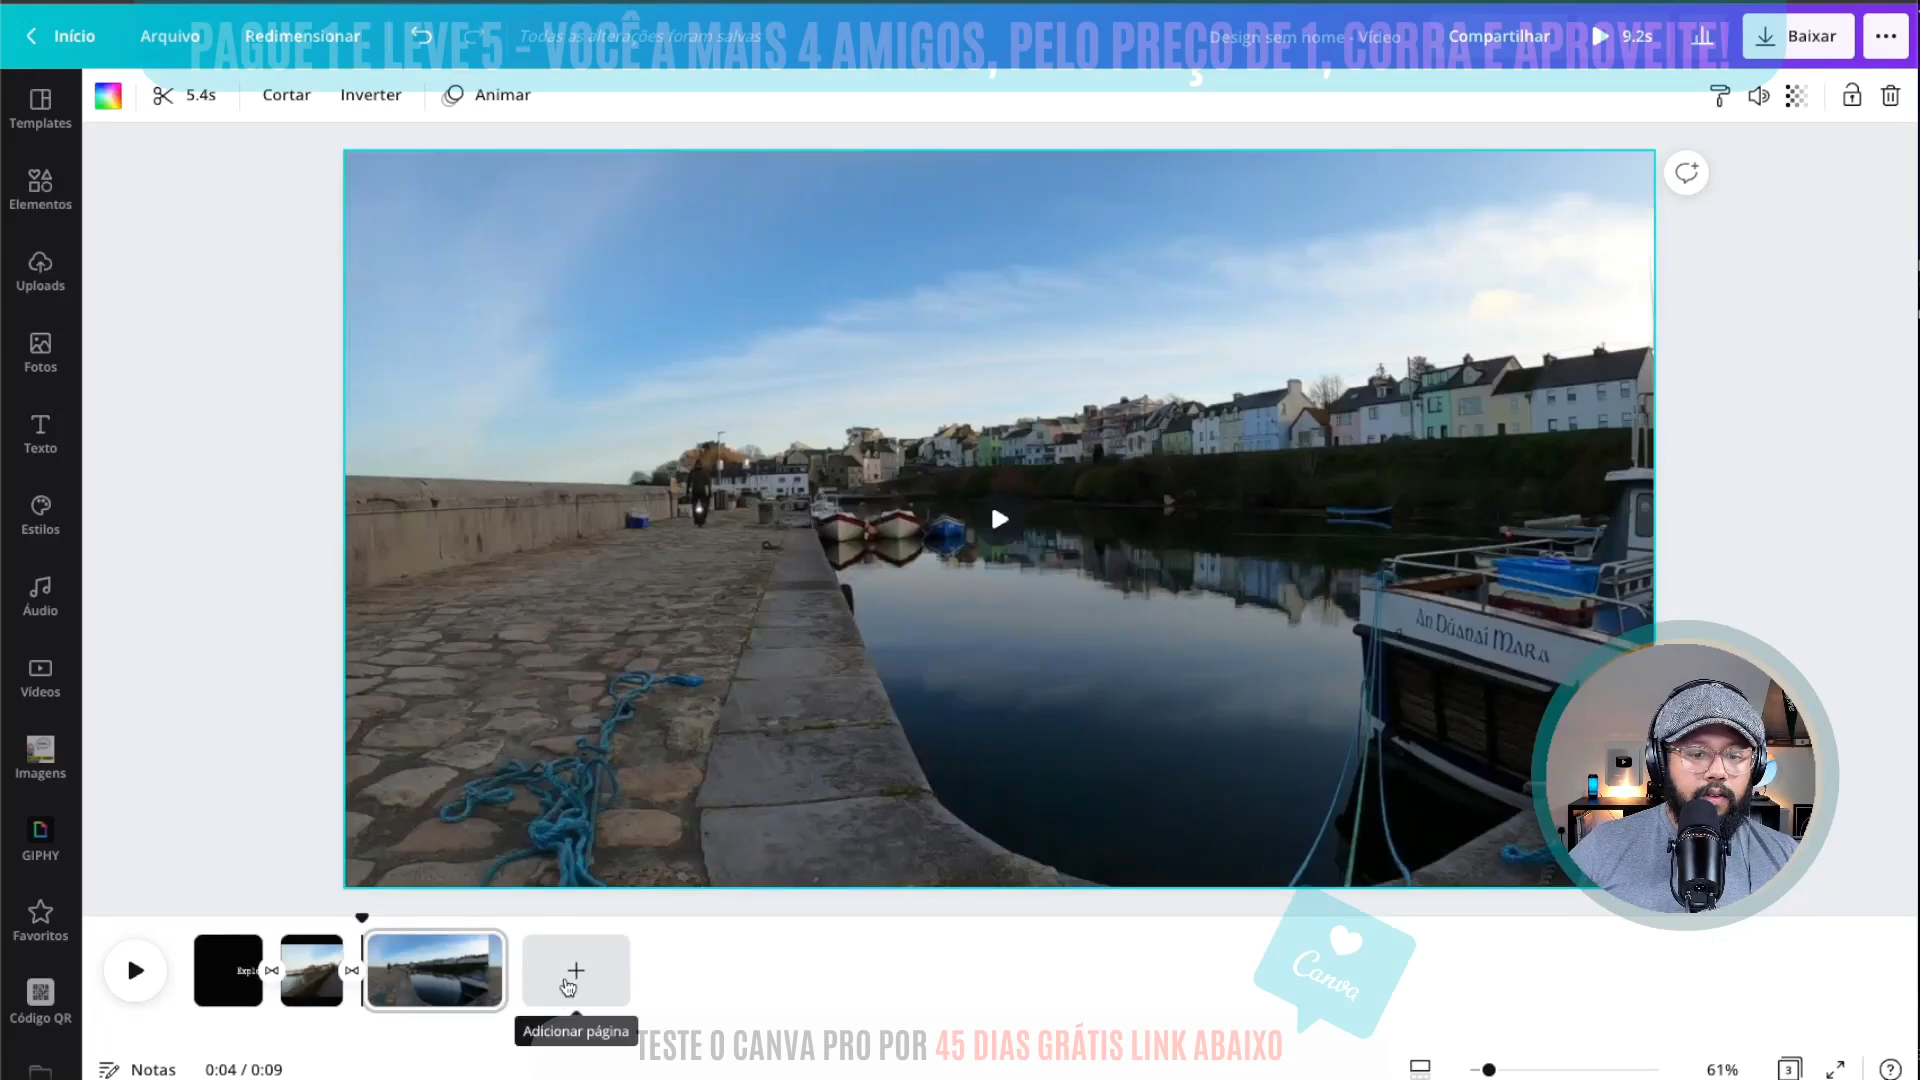 PAGUE 1 E LEVE 5 - VOCÊ A MAIS 4 AMIGOS, PELO PREÇO DE 1, CORRA E APROVEITE!
Início
Arquivo
Redimensionar
Todas as alterações foram salvas
Design sem nome - Vídeo
Compartilhar
9.2s
Baixar
5.4s
Cortar
Inverter
Animar
Templates
Elementos
Uploads
Fotos
Texto
Estilos
Áudio
Vídeos
Imagens
GIPHY
Favoritos
Código QR
An Dúanaí Mara
Explo
Adicionar página
Canva
TESTE O CANVA PRO POR 45 DIAS GRÁTIS LINK ABAIXO
Notas
0:04 / 0:09
61%
3